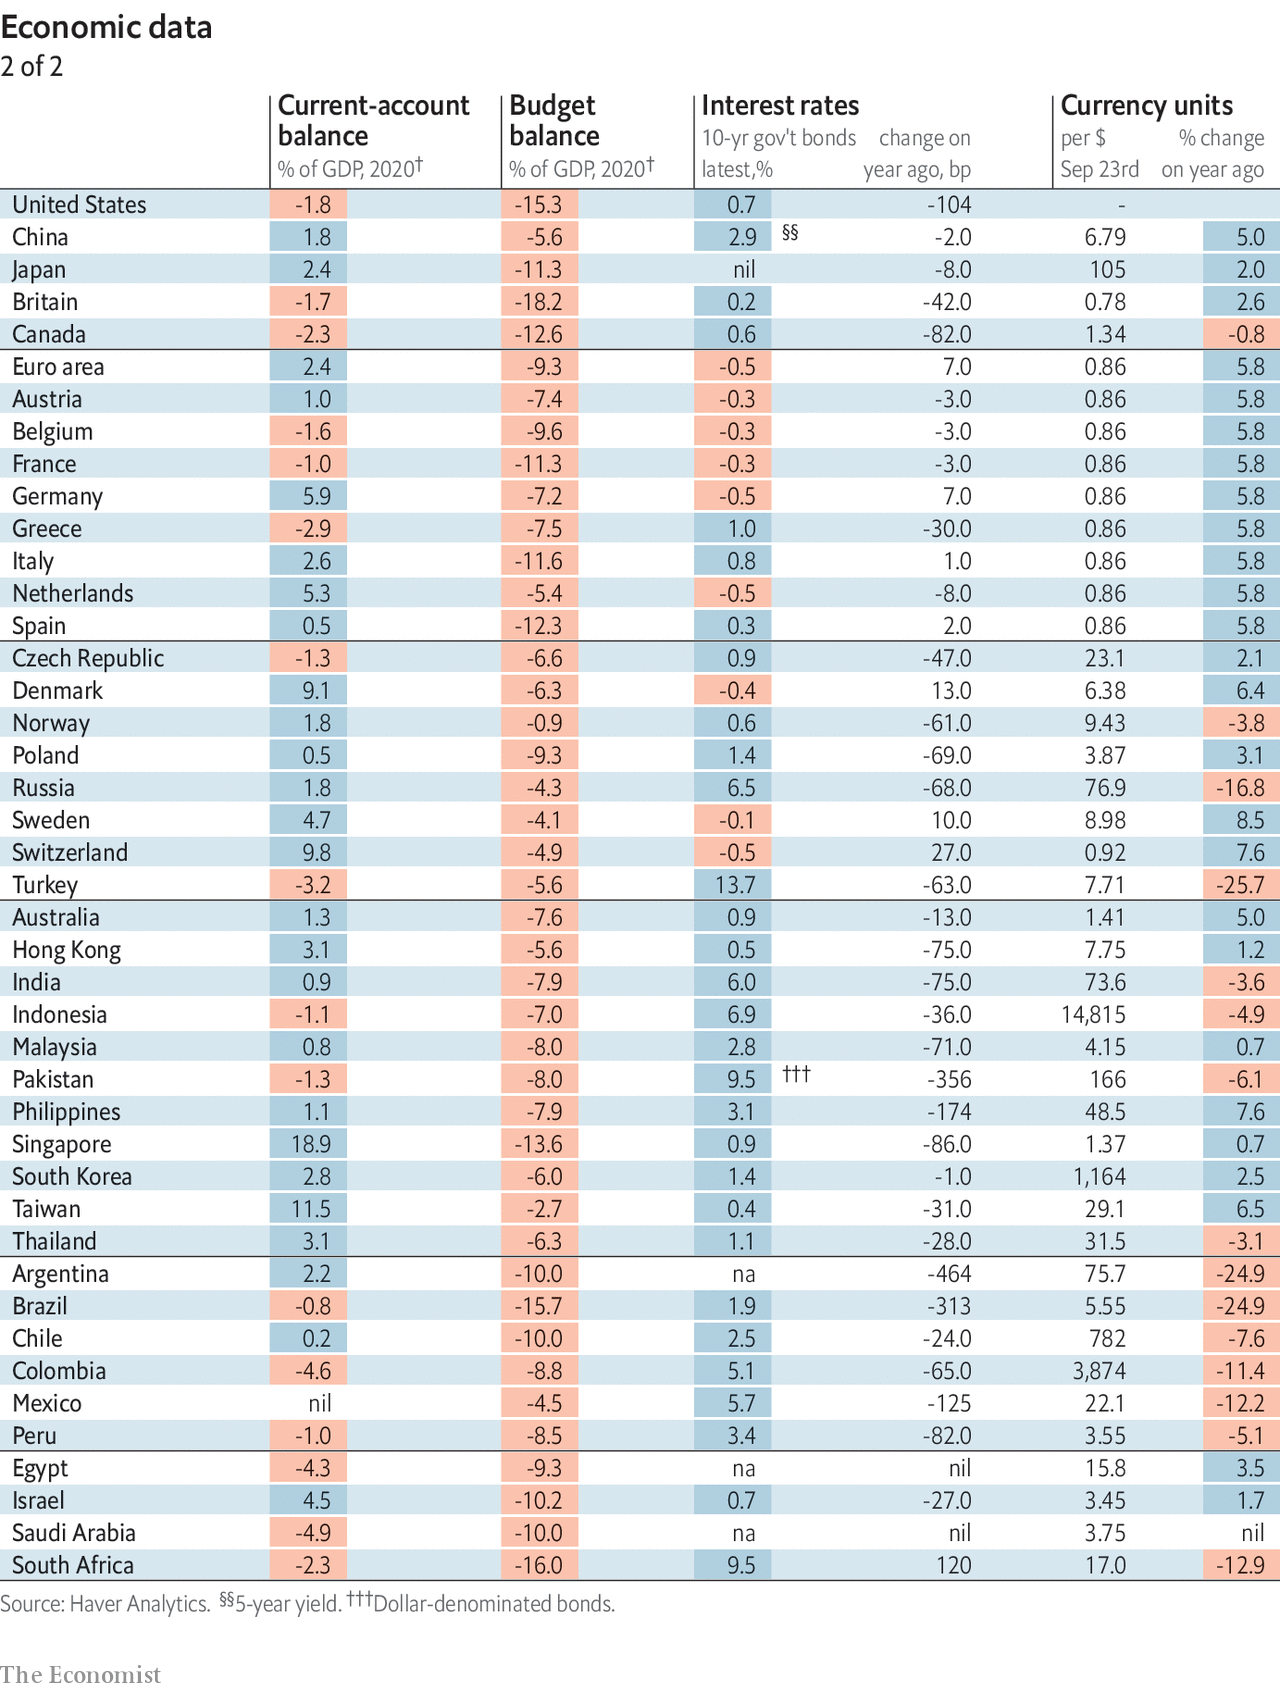 Economic data
2 of 2
Current-account Budget Interest rates Currency units
balance balance 10-yr gov't bonds change on per $ % change
% of GDP, 2020† % of GDP, 2020† latest,% year ago, bp Sep 23rd on year ago
United States -1.8 -15.3 0.7 -104 -
China 1.8 -5.6 2.9 §§ -2.0 6.79 5.0
Japan 2.4 -11.3 nil -8.0 105 2.0
Britain -1.7 -18.2 0.2 -42.0 0.78 2.6
Canada -2.3 -12.6 0.6 -82.0 1.34 -0.8
Euro area 2.4 -9.3 -0.5 7.0 0.86 5.8
Austria 1.0 -7.4 -0.3 -3.0 0.86 5.8
Belgium -1.6 -9.6 -0.3 -3.0 0.86 5.8
France -1.0 -11.3 -0.3 -3.0 0.86 5.8
Germany 5.9 -7.2 -0.5 7.0 0.86 5.8
Greece -2.9 -7.5 1.0 -30.0 0.86 5.8
Italy 2.6 -11.6 0.8 1.0 0.86 5.8
Netherlands 5.3 -5.4 -0.5 -8.0 0.86 5.8
Spain 0.5 -12.3 0.3 2.0 0.86 5.8
Czech Republic -1.3 -6.6 0.9 -47.0 23.1 2.1
Denmark 9.1 -6.3 -0.4 13.0 6.38 6.4
Norway 1.8 -0.9 0.6 -61.0 9.43 -3.8
Poland 0.5 -9.3 1.4 -69.0 3.87 3.1
Russia 1.8 -4.3 6.5 -68.0 76.9 -16.8
Sweden 4.7 -4.1 -0.1 10.0 8.98 8.5
Switzerland 9.8 -4.9 -0.5 27.0 0.92 7.6
Turkey -3.2 -5.6 13.7 -63.0 7.71 -25.7
Australia 1.3 -7.6 0.9 -13.0 1.41 5.0
Hong Kong 3.1 -5.6 0.5 -75.0 7.75 1.2
India 0.9 -7.9 6.0 -75.0 73.6 -3.6
Indonesia -1.1 -7.0 6.9 -36.0 14,815 -4.9
Malaysia 0.8 -8.0 2.8 -71.0 4.15 0.7
Pakistan -1.3 -8.0 9.5 ††† -356 166 -6.1
Philippines 1.1 -7.9 3.1 -174 48.5 7.6
Singapore 18.9 -13.6 0.9 -86.0 1.37 0.7
South Korea 2.8 -6.0 1.4 -1.0 1,164 2.5
Taiwan 11.5 -2.7 0.4 -31.0 29.1 6.5
Thailand 3.1 -6.3 1.1 -28.0 31.5 -3.1
Argentina 2.2 -10.0 na -464 75.7 -24.9
Brazil -0.8 -15.7 1.9 -313 5.55 -24.9
Chile 0.2 -10.0 2.5 -24.0 782 -7.6
Colombia -4.6 -8.8 5.1 -65.0 3,874 -11.4
Mexico nil -4.5 5.7 -125 22.1 -12.2
Peru -1.0 -8.5 3.4 -82.0 3.55 -5.1
Egypt -4.3 -9.3 na nil 15.8 3.5
Israel 4.5 -10.2 0.7 -27.0 3.45 1.7
Saudi Arabia -4.9 -10.0 na nil 3.75 nil
South Africa -2.3 -16.0 9.5 120 17.0 -12.9
Source: Haver Analytics. §§5-year yield. †††Dollar-denominated bonds.
The Economist